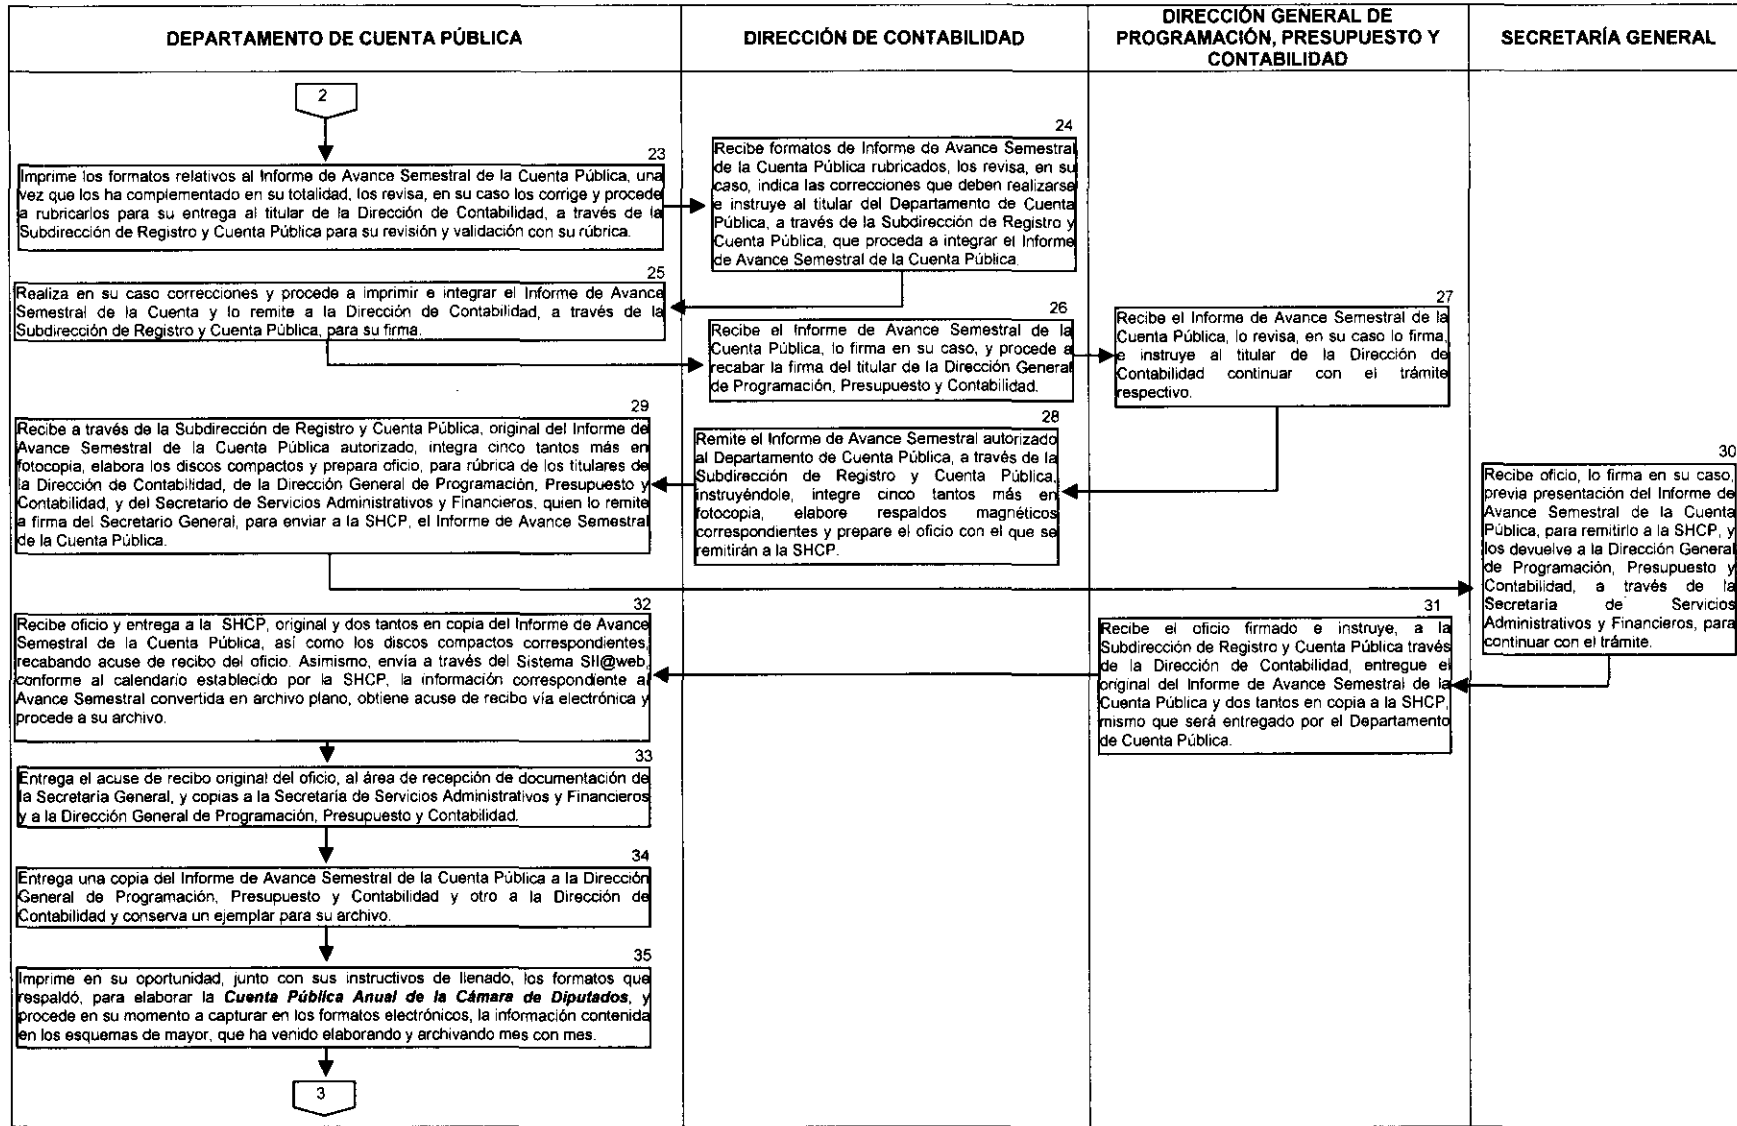 DEPARTAMENTO DE CUENTA PÚBLICA
DIRECCIÓN DE CONTABILIDAD
DIRECCIÓN GENERAL DE
PROGRAMACIÓN, PRESUPUESTO Y
CONTABILIDAD
SECRETARÍA GENERAL
2
23
Imprime los formatos relativos al Informe de Avance Semestral de la Cuenta Pública, una
vez que los ha complementado en su totalidad, los revisa, en su caso los corrige y procede
a rubricarlos para su entrega al titular de la Dirección de Contabilidad, a través de la
Subdirección de Registro y Cuenta Pública para su revisión y validación con su rúbrica.
24
Recibe formatos de Informe de Avance Semestral
de la Cuenta Pública rubricados, los revisa, en su
caso, indica las correcciones que deben realizarse
e instruye al titular del Departamento de Cuenta
Pública, a través de la Subdirección de Registro y
Cuenta Pública, que proceda a integrar el Informe
de Avance Semestral de la Cuenta Pública.
25
Realiza en su caso correcciones y procede a imprimir e integrar el Informe de Avance
Semestral de la Cuenta y lo remite a la Dirección de Contabilidad, a través de la
Subdirección de Registro y Cuenta Pública, para su firma.
26
Recibe el Informe de Avance Semestral de la
Cuenta Pública, lo firma en su caso, y procede a
recabar la firma del titular de la Dirección General
de Programación, Presupuesto y Contabilidad.
27
Recibe el Informe de Avance Semestral de la
Cuenta Pública, lo revisa, en su caso lo firma,
e instruye al titular de la Dirección de
Contabilidad continuar con el trámite
respectivo.
28
Remite el Informe de Avance Semestral autorizado
al Departamento de Cuenta Pública, a través de la
Subdirección de Registro y Cuenta Pública,
instruyéndole, integre cinco tantos más en
fotocopia, elabore respaldos magnéticos
correspondientes y prepare el oficio con el que se
remitirán a la SHCP.
29
Recibe a través de la Subdirección de Registro y Cuenta Pública, original del Informe de
Avance Semestral de la Cuenta Pública autorizado, integra cinco tantos más en
fotocopia, elabora los discos compactos y prepara oficio, para rúbrica de los titulares de
la Dirección de Contabilidad, de la Dirección General de Programación, Presupuesto y
Contabilidad, y del Secretario de Servicios Administrativos y Financieros, quien lo remite
a firma del Secretario General, para enviar a la SHCP, el Informe de Avance Semestral
de la Cuenta Pública.
30
Recibe oficio, lo firma en su caso,
previa presentación del Informe de
Avance Semestral de la Cuenta
Pública, para remitirlo a la SHCP, y
los devuelve a la Dirección General
de Programación, Presupuesto y
Contabilidad, a través de la
Secretaría de Servicios
Administrativos y Financieros, para
continuar con el trámite.
31
Recibe el oficio firmado e instruye, a la
Subdirección de Registro y Cuenta Pública través
de la Dirección de Contabilidad, entregue el
original del Informe de Avance Semestral de la
Cuenta Pública y dos tantos en copia a la SHCP,
mismo que será entregado por el Departamento
de Cuenta Pública.
32
Recibe oficio y entrega a la SHCP, original y dos tantos en copia del Informe de Avance
Semestral de la Cuenta Pública, así como los discos compactos correspondientes,
recabando acuse de recibo del oficio. Asimismo, envía a través del Sistema SII@web,
conforme al calendario establecido por la SHCP, la información correspondiente al
Avance Semestral convertida en archivo plano, obtiene acuse de recibo vía electrónica y
procede a su archivo.
33
Entrega el acuse de recibo original del oficio, al área de recepción de documentación de
la Secretaría General, y copias a la Secretaría de Servicios Administrativos y Financieros
y a la Dirección General de Programación, Presupuesto y Contabilidad.
34
Entrega una copia del Informe de Avance Semestral de la Cuenta Pública a la Dirección
General de Programación, Presupuesto y Contabilidad y otro a la Dirección de
Contabilidad y conserva un ejemplar para su archivo.
35
Imprime en su oportunidad, junto con sus instructivos de llenado, los formatos que
respaldó, para elaborar la Cuenta Pública Anual de la Cámara de Diputados, y
procede en su momento a capturar en los formatos electrónicos, la información contenida
en los esquemas de mayor, que ha venido elaborando y archivando mes con mes.
3